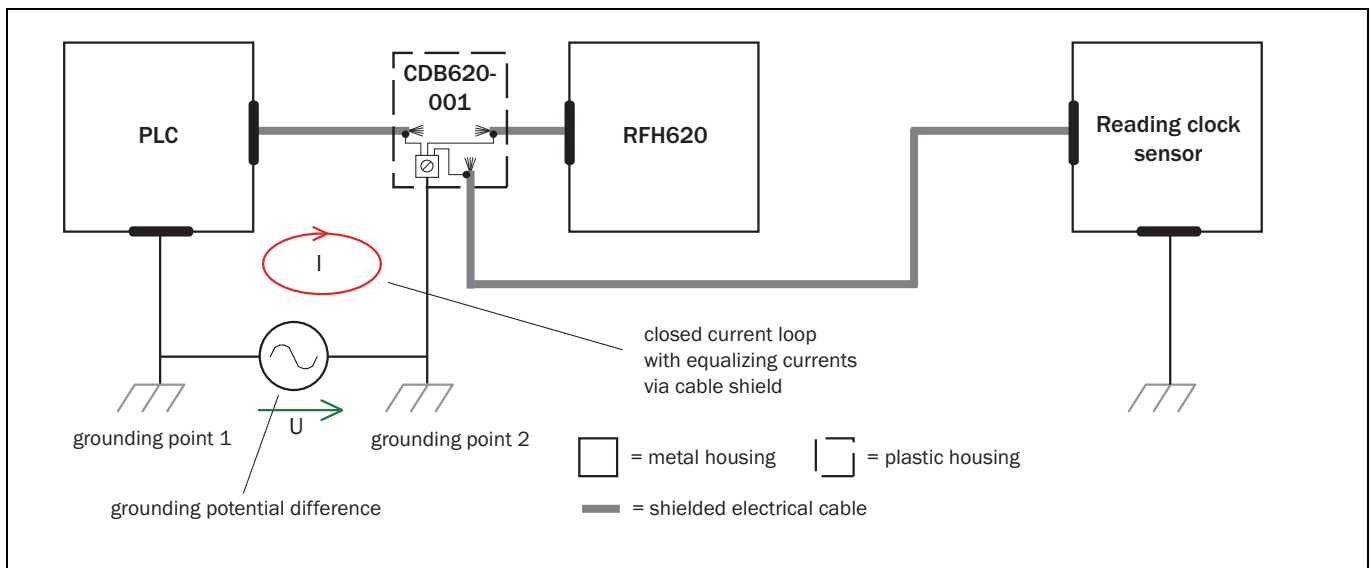 PLC
CDB620-
001
RFH620
Reading clock
sensor
I
closed current loop
with equalizing currents
via cable shield
U
grounding point 1
grounding point 2
= metal housing
= plastic housing
grounding potential difference
= shielded electrical cable